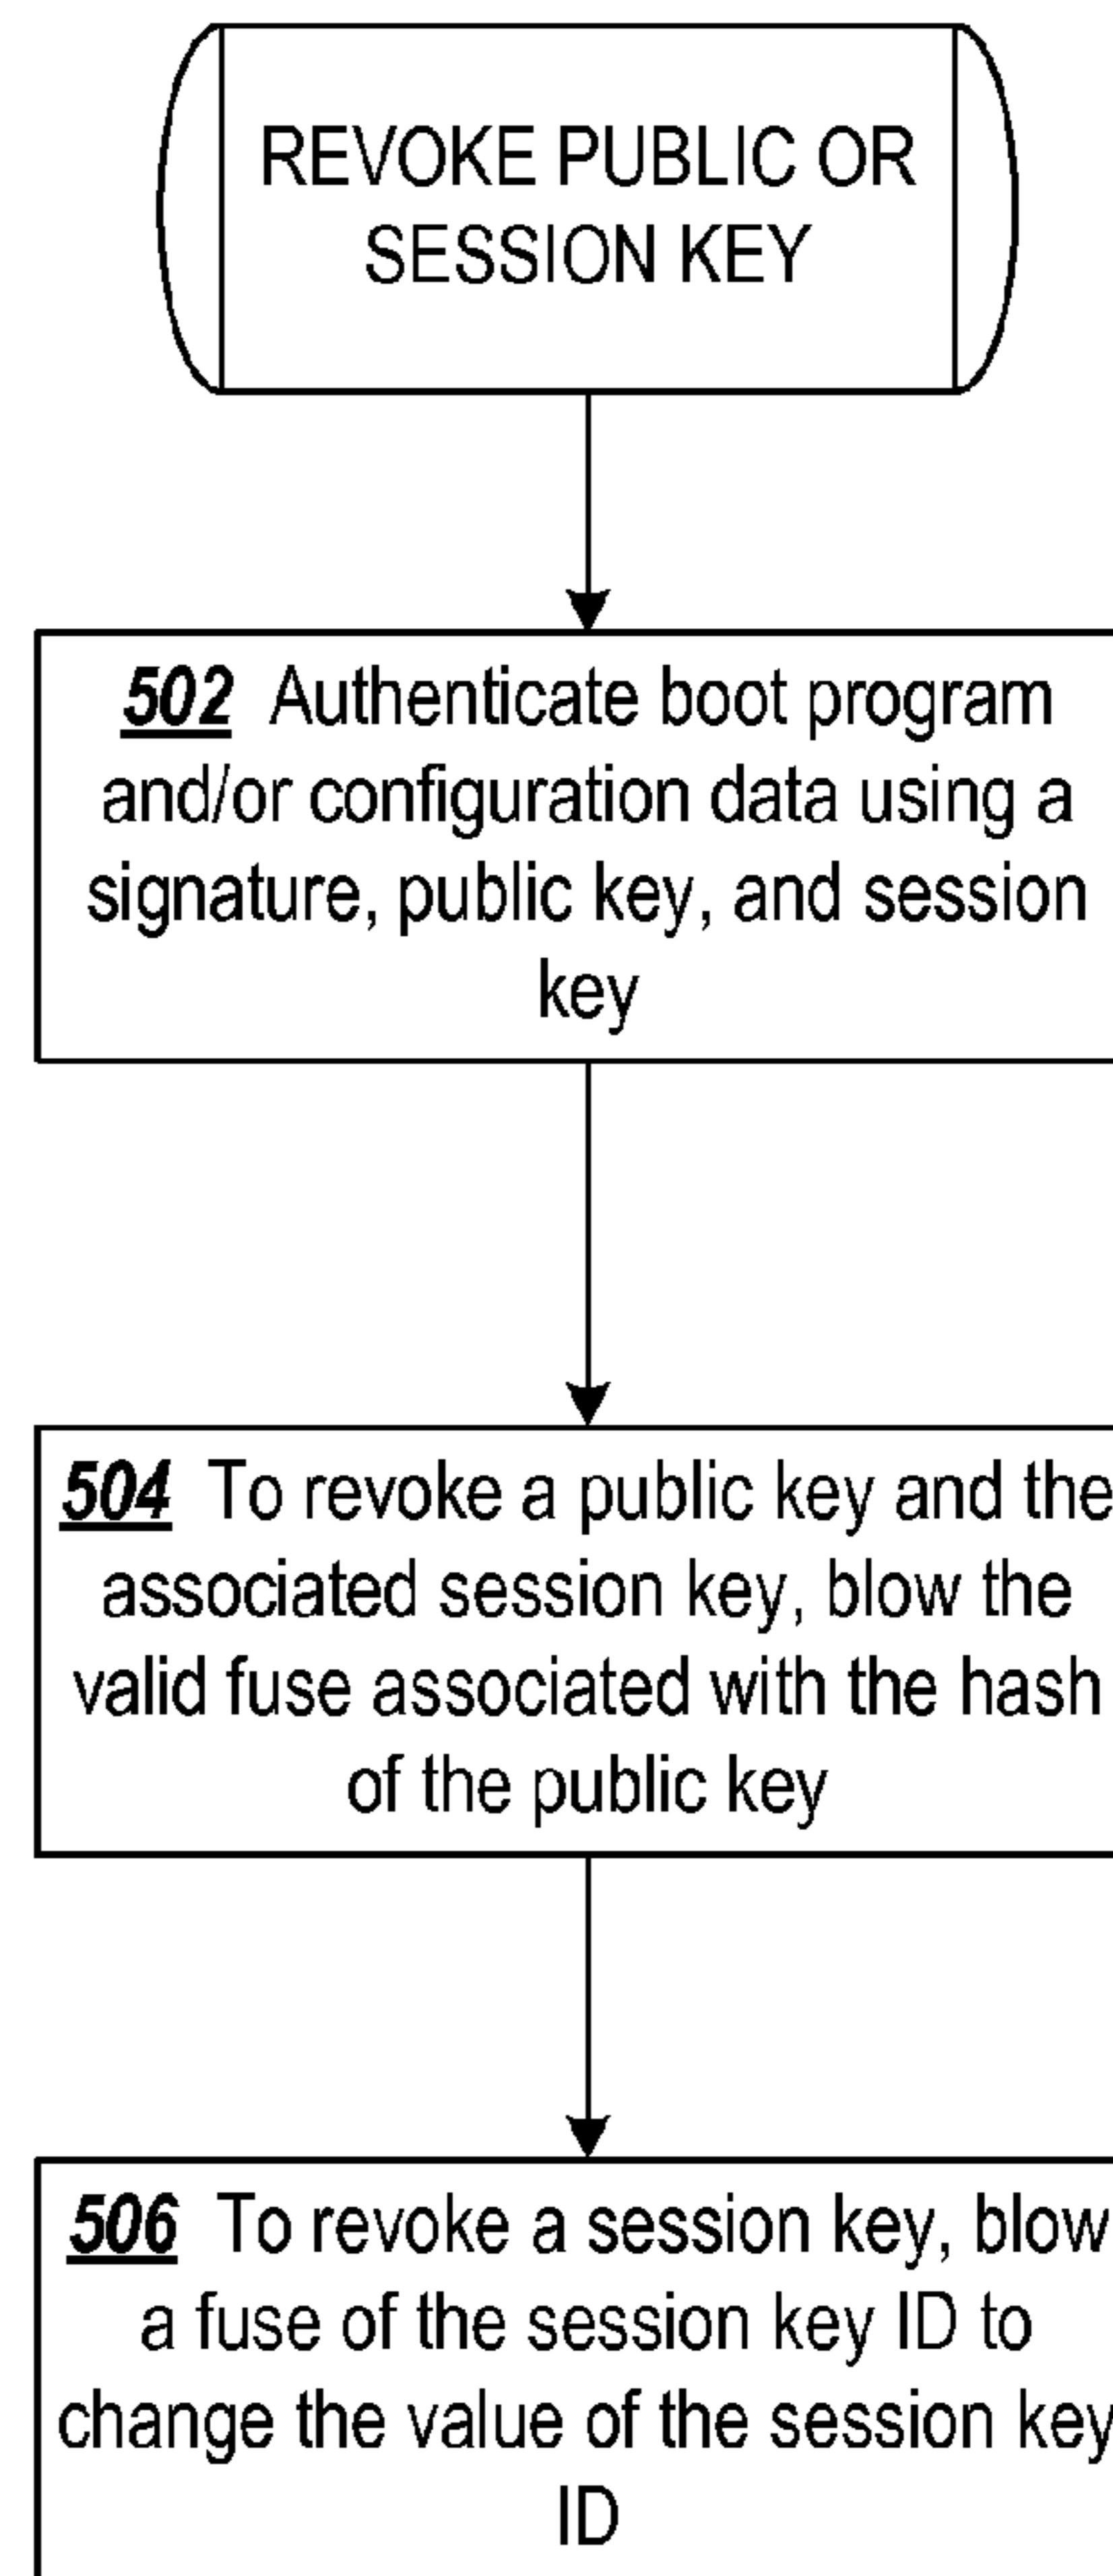 REVOKE PUBLIC OR
SESSION KEY
502 Authenticate boot program
and/or configuration data using a
signature, public key, and session
key
504 To revoke a public key and the
associated session key, blow the
valid fuse associated with the hash
of the public key
506 To revoke a session key, blow
a fuse of the session key ID to
change the value of the session key
ID